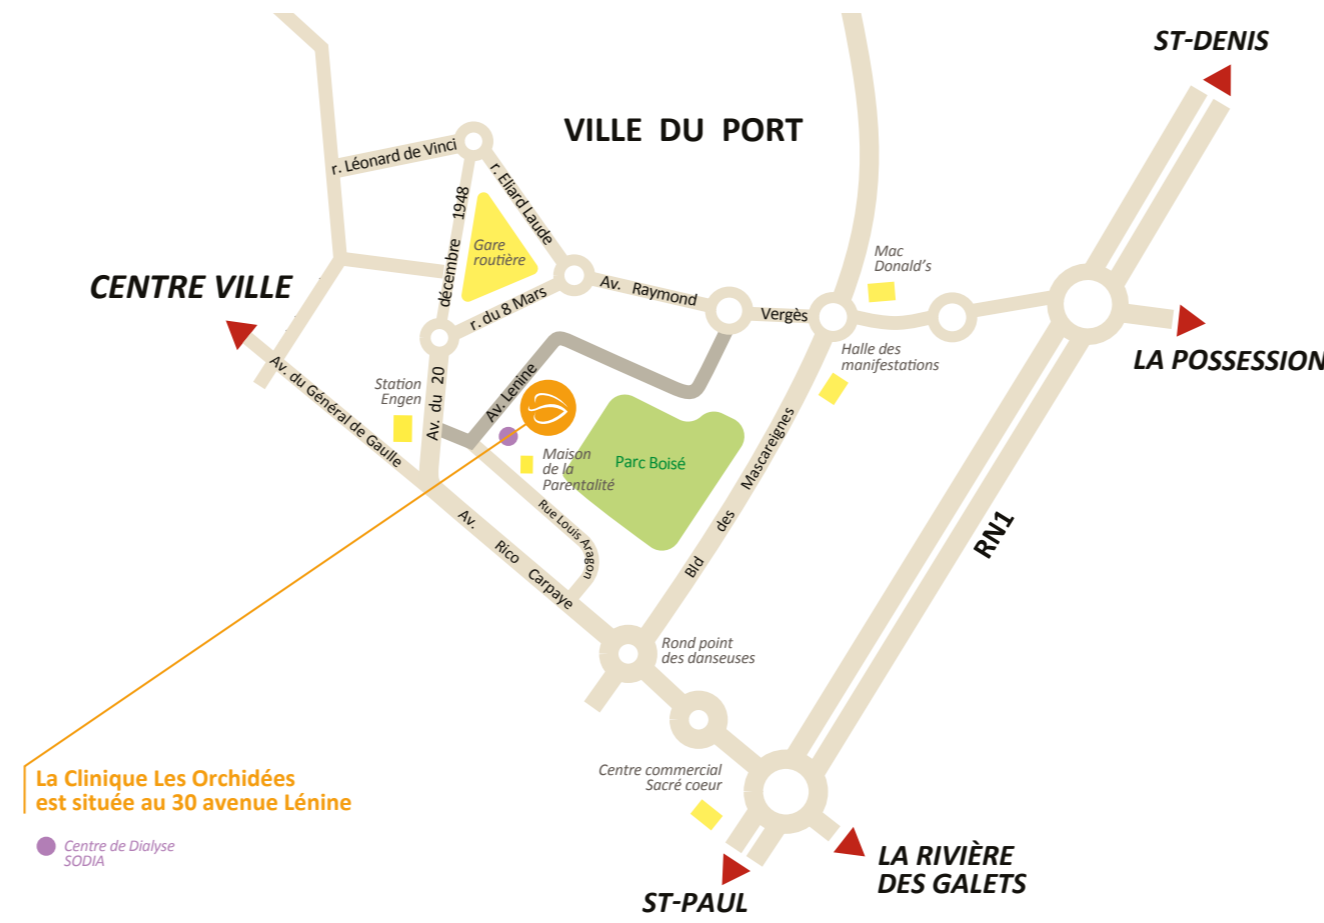 ST-DENIS
VILLE DU PORT
r. Léonard de Vinci
r. Eliard Laude
Av. du 20 décembre 1948
Gare
routière
Mac
Donald's
CENTRE VILLE
r. du 8 Mars
Av. Raymond Vergès
LA POSSESSION
Halle des
manifestations
Av. du Général de Gaulle
Station
Engen
Av. Lenine
Maison
de la
Parentalité
Parc Boisé
Bld des Mascareignes
Rue Louis Aragon
Av. Rico Carpaye
RN1
Rond point
des danseuses
La Clinique Les Orchidées
est située au 30 avenue Lénine
Centre de Dialyse
SODIA
Centre commercial
Sacré coeur
LA RIVIÈRE
DES GALETS
ST-PAUL